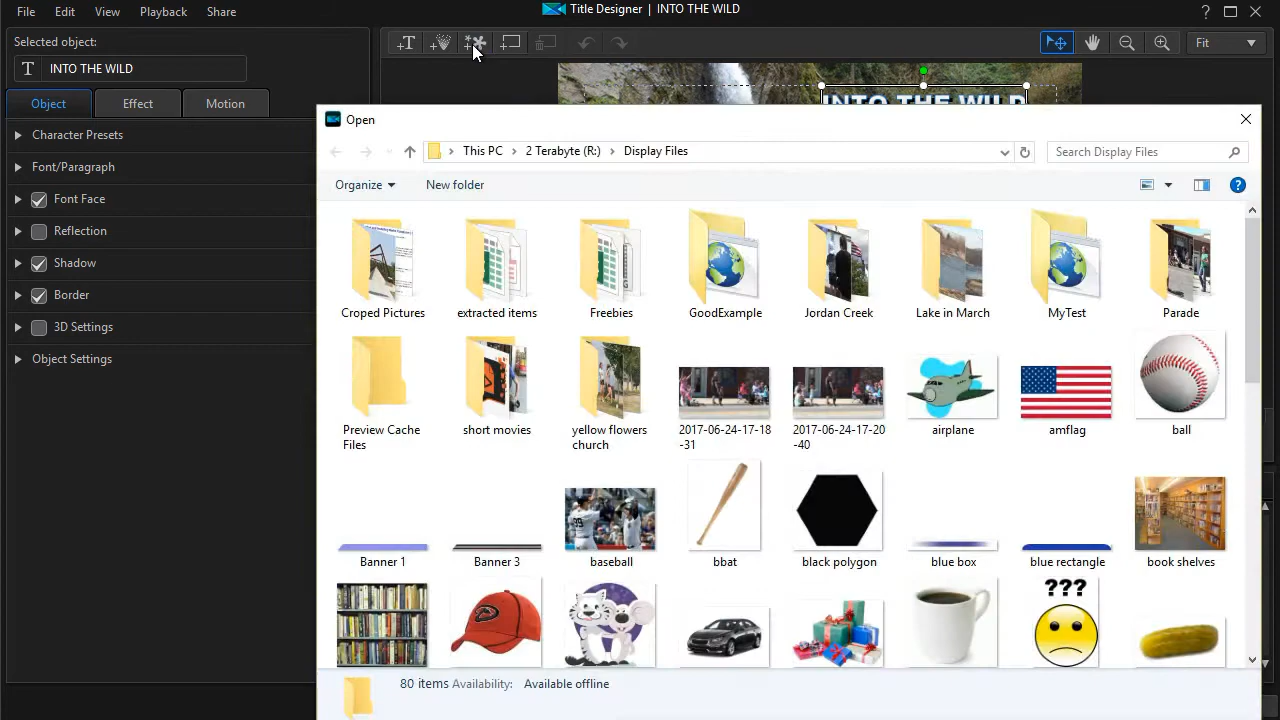 File Edit View Playback Share
Title Designer | INTO THE WILD
?
Selected object:
T INTO THE WILD
Fit
Object Effect Motion
INTO THE WILD
Character Presets
Font/Paragraph
Font Face
Reflection
Shadow
Border
3D Settings
Object Settings
Open
This PC > 2 Terabyte (R:) > Display Files
Search Display Files
Organize New folder
?
Croped Pictures
extracted items
Freebies
GoodExample
Jordan Creek
Lake in March
MyTest
Parade
Preview Cache
Files
short movies
yellow flowers
church
2017-06-24-17-18
-31
2017-06-24-17-20
-40
airplane
amflag
ball
Banner 1
Banner 3
baseball
bbat
black polygon
blue box
blue rectangle
book shelves
???
80 items Availability: Available offline